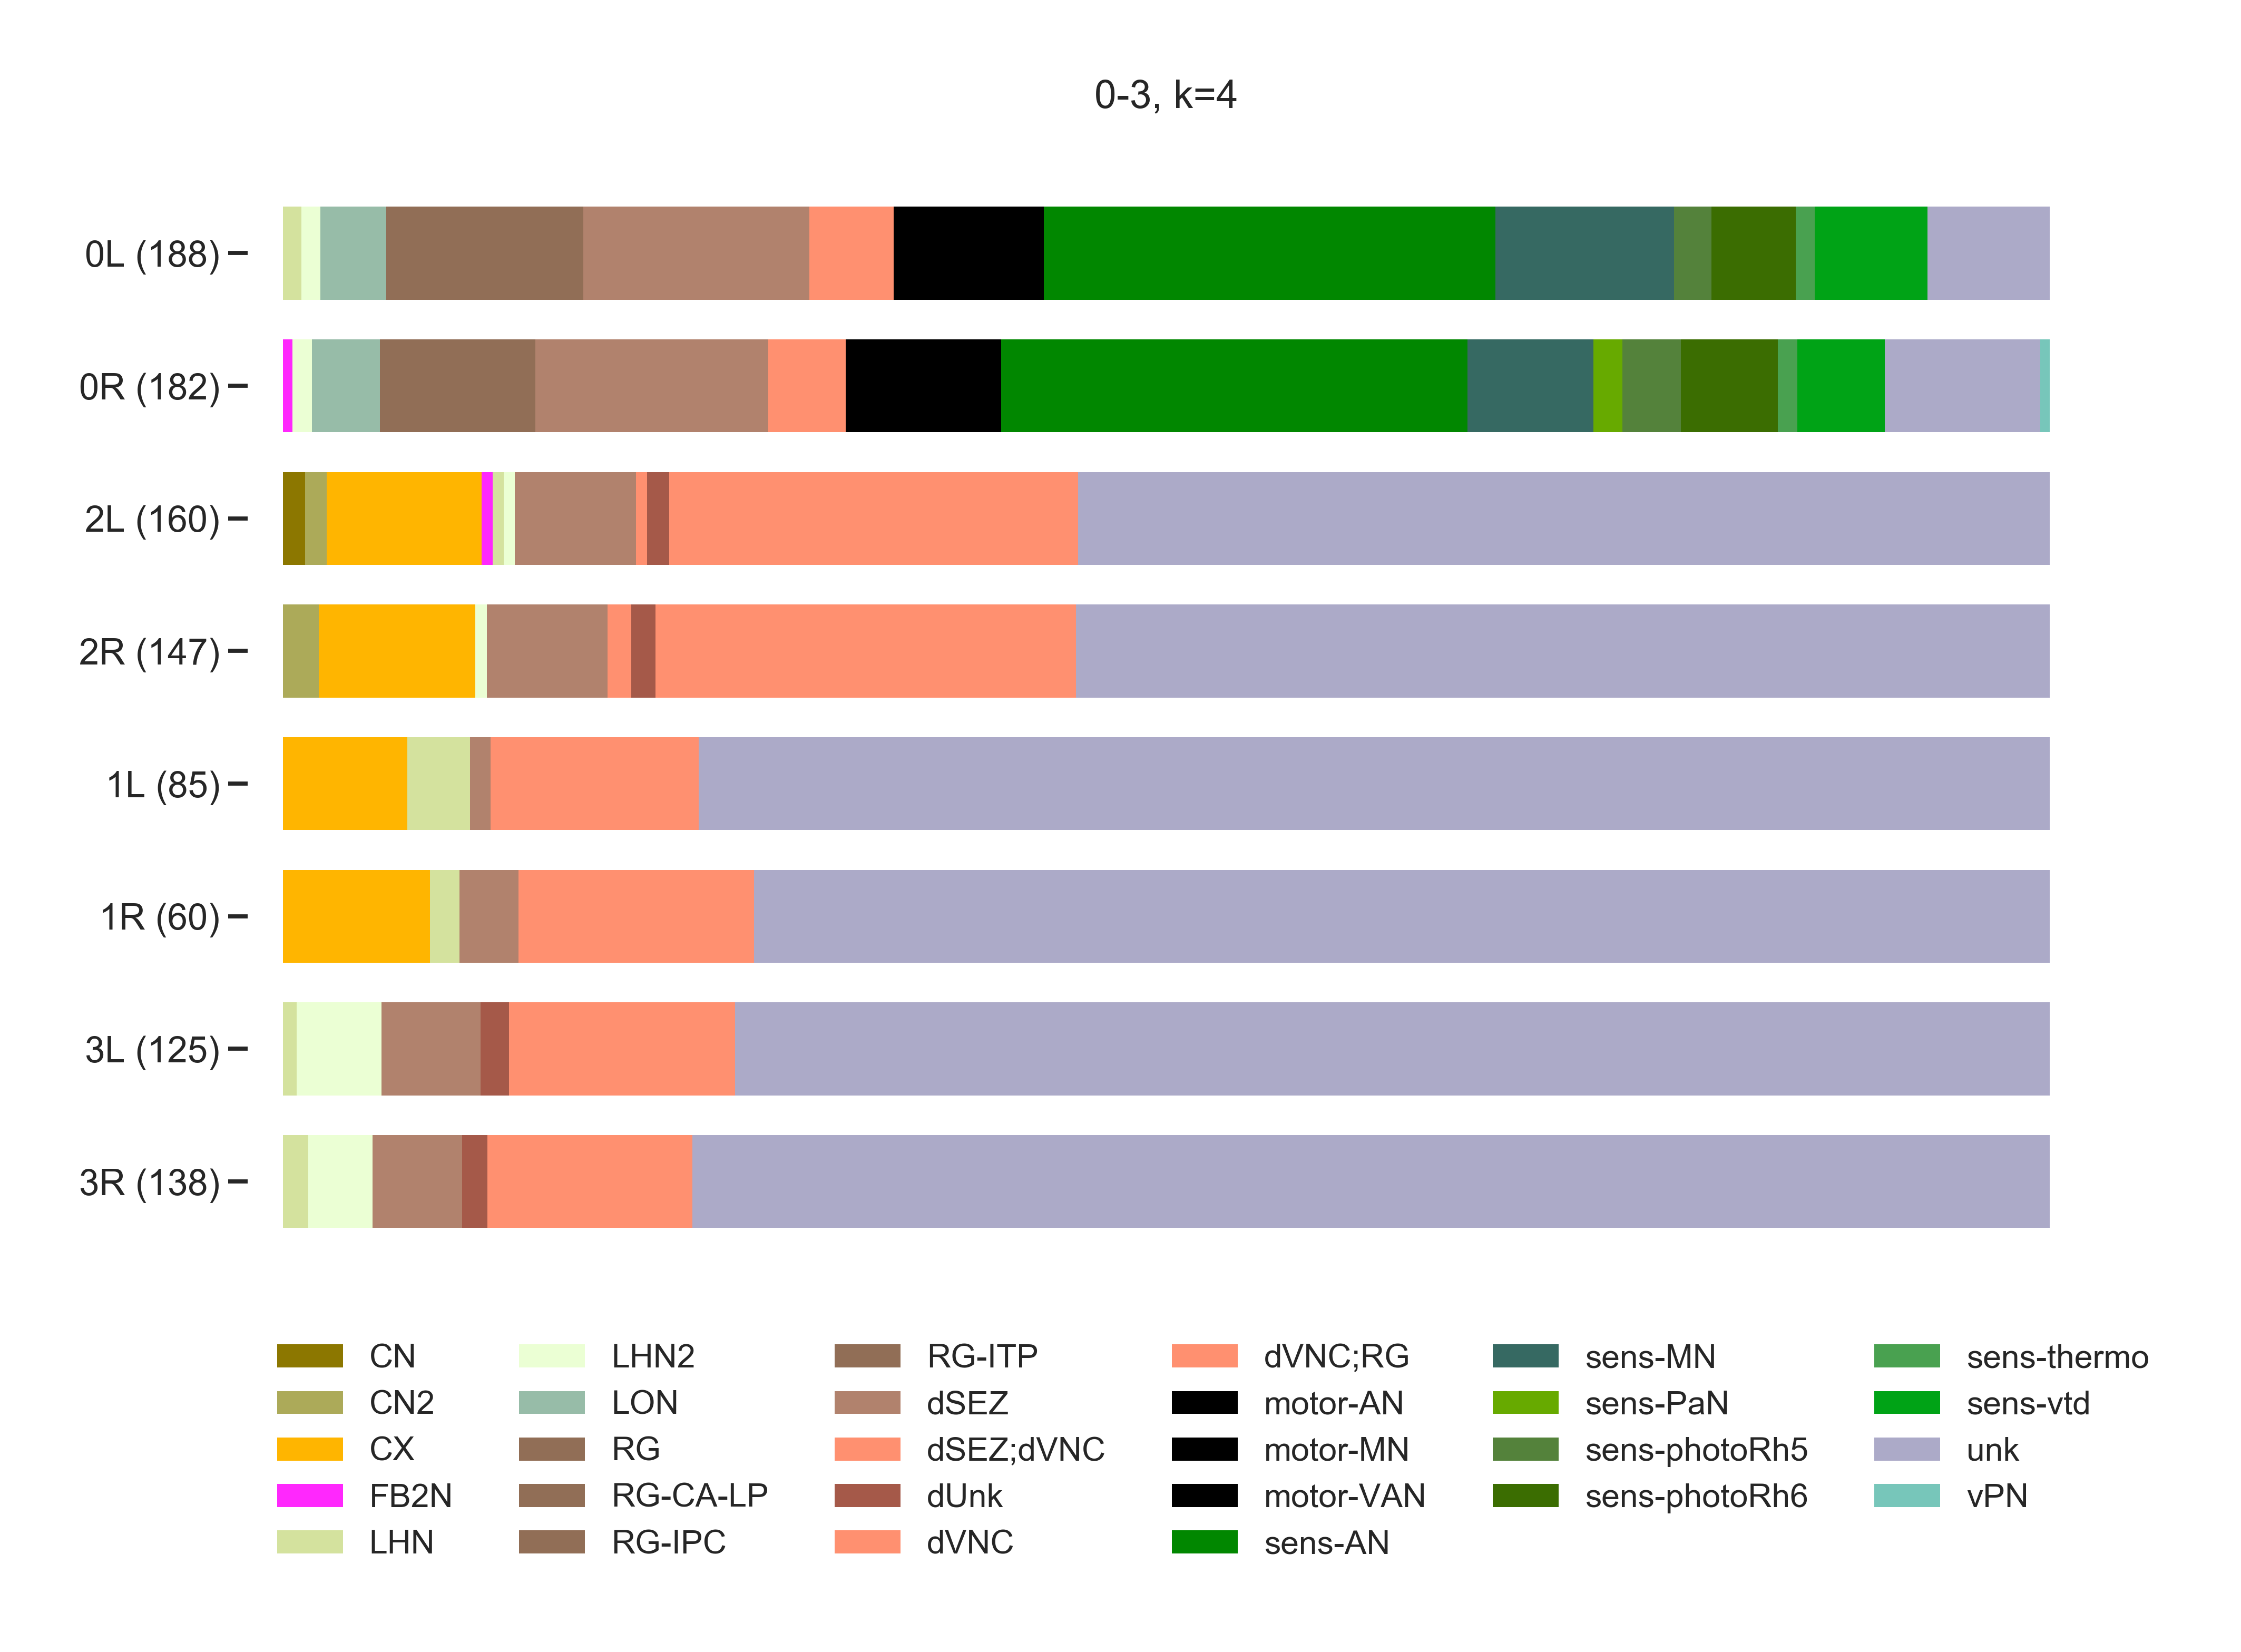 0-3, k=4
0L (188)
0R (182)
2L (160)
2R (147)
1L (85)
1R (60)
3L (125)
3R (138)
CN LHN2 RG-ITP dVNC;RG sens-MN sens-thermo
CN2 LON dSEZ motor-AN sens-PaN sens-vtd
CX RG dSEZ;dVNC motor-MN sens-photoRh5 unk
FB2N RG-CA-LP dUnk motor-VAN sens-photoRh6 vPN
LHN RG-IPC dVNC sens-AN